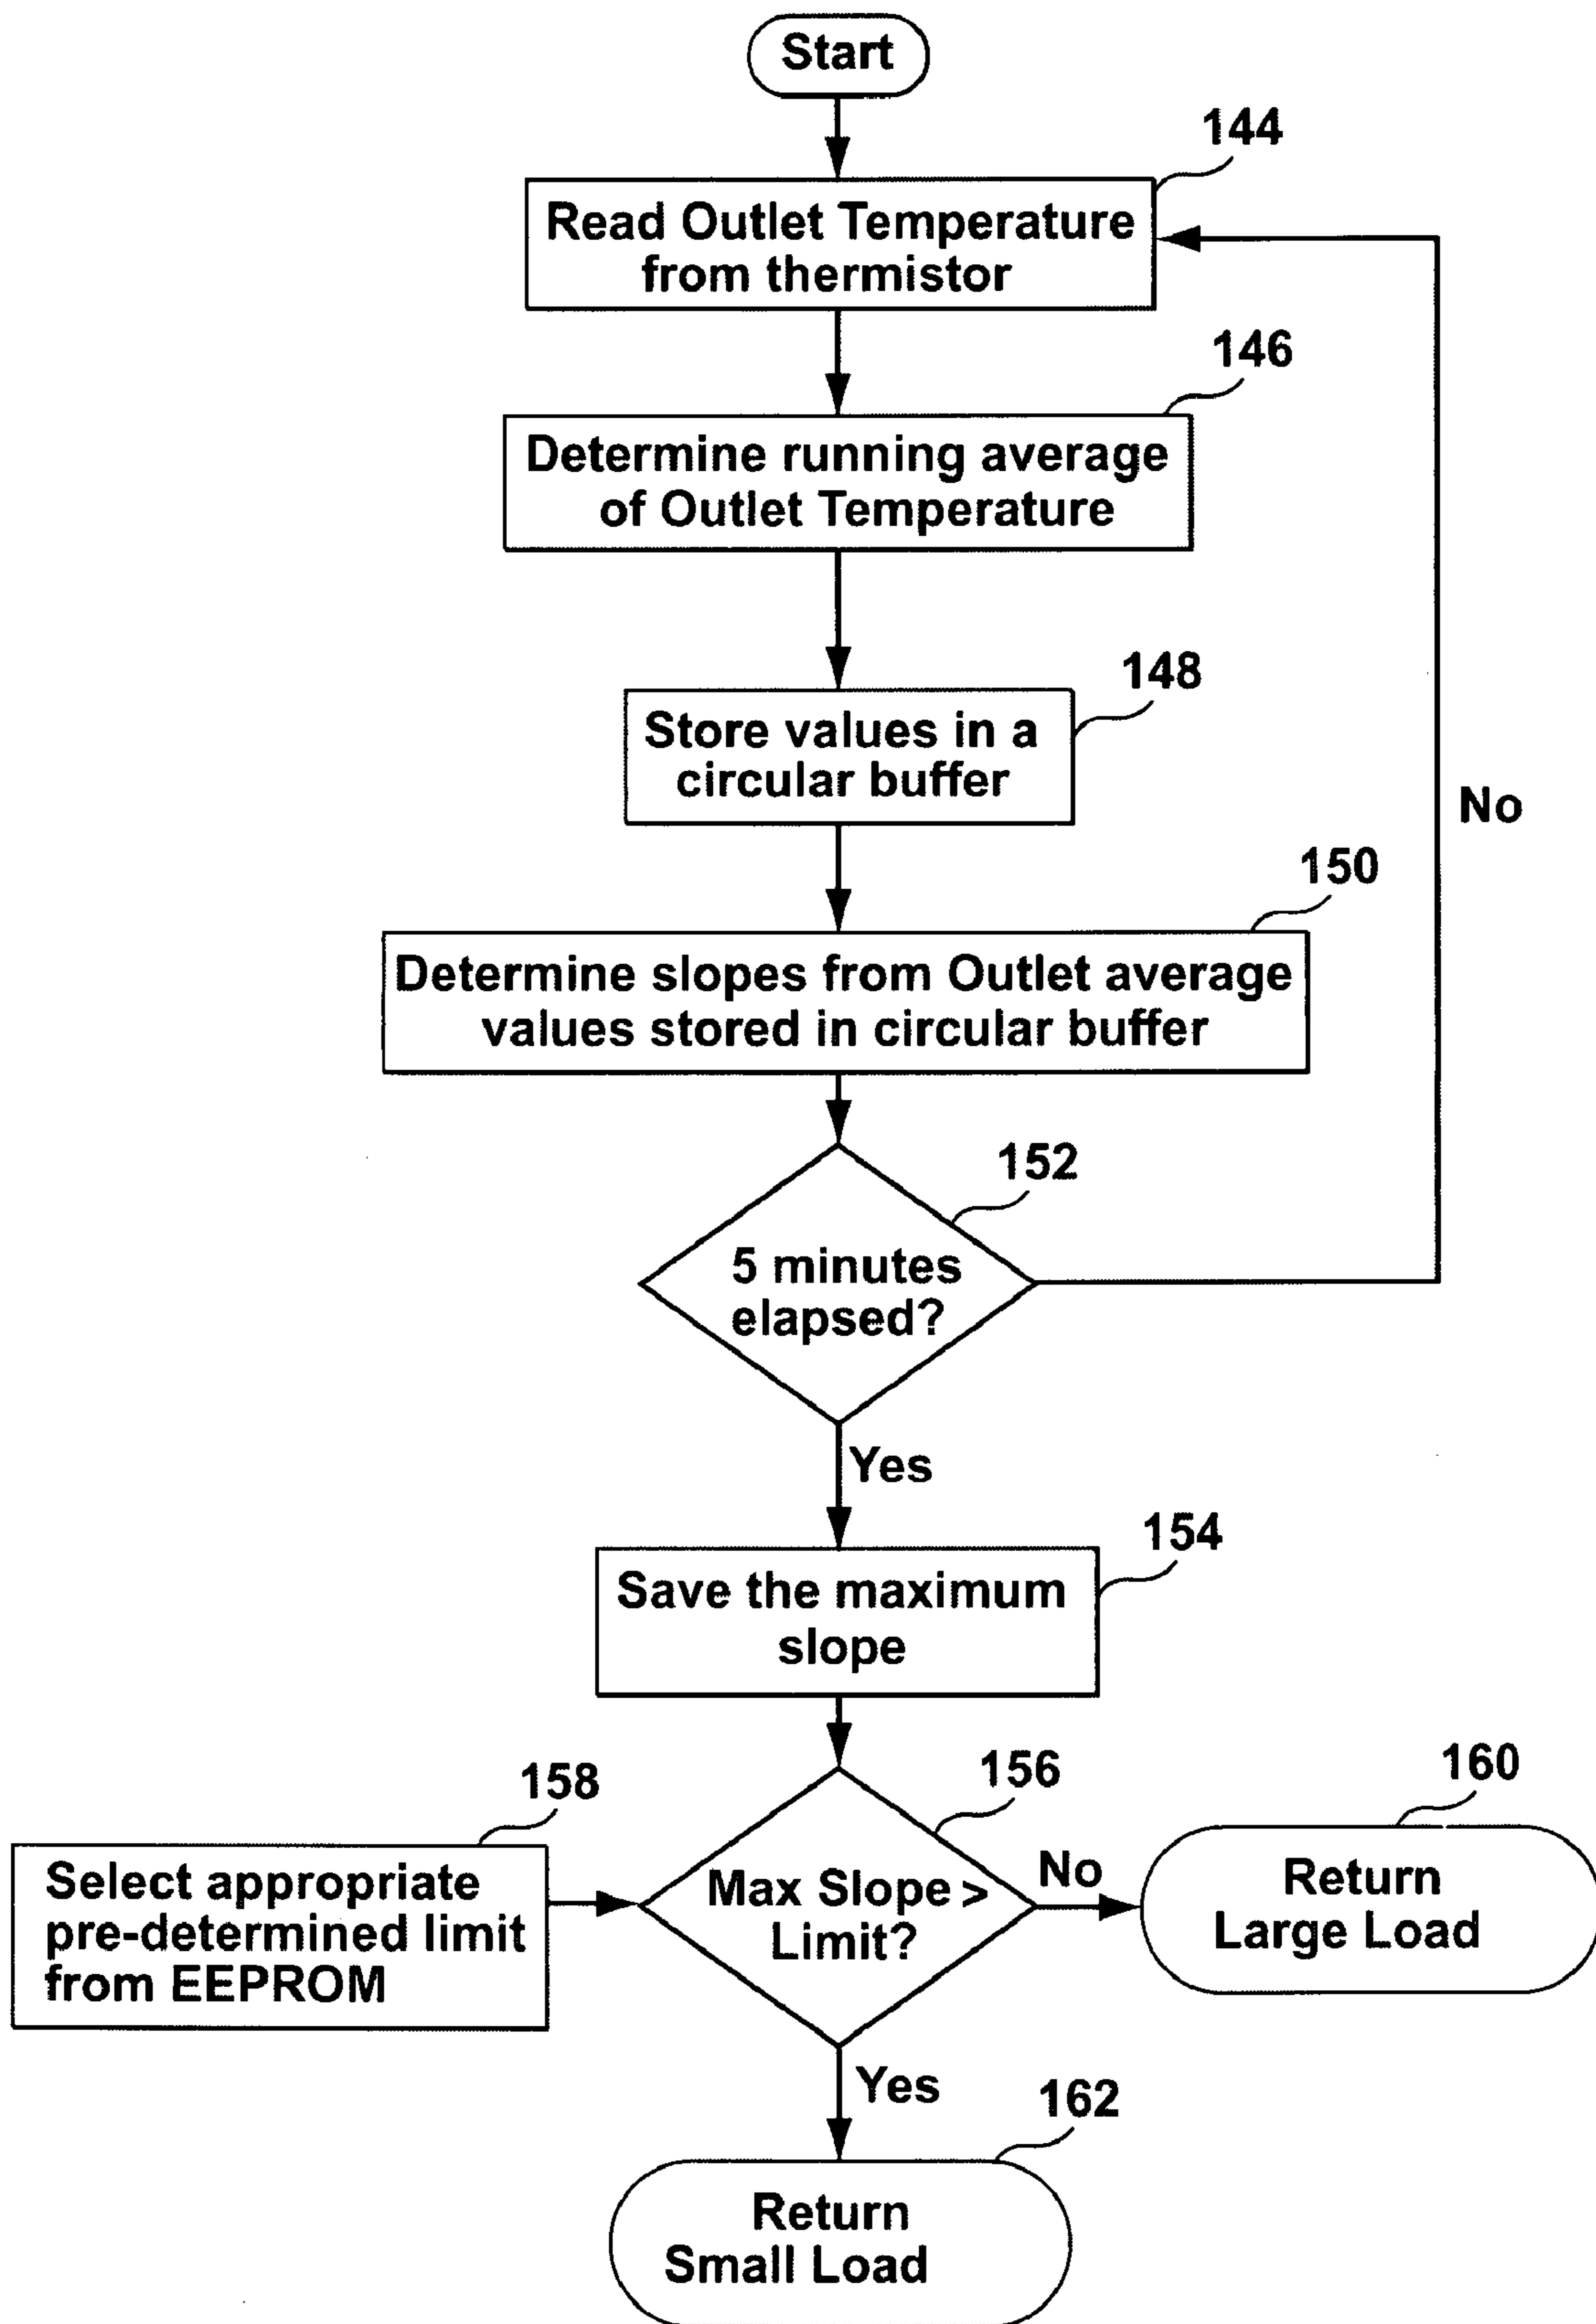 Start
144
Read Outlet Temperature
from thermistor
146
Determine running average
of Outlet Temperature
148
Store values in a
circular buffer
No
150
Determine slopes from Outlet average
values stored in circular buffer
152
5 minutes
elapsed?
Yes
154
Save the maximum
slope
158
Select appropriate
pre-determined limit
from EEPROM
156
Max Slope >
Limit?
No
160
Return
Large Load
Yes
162
Return
Small Load